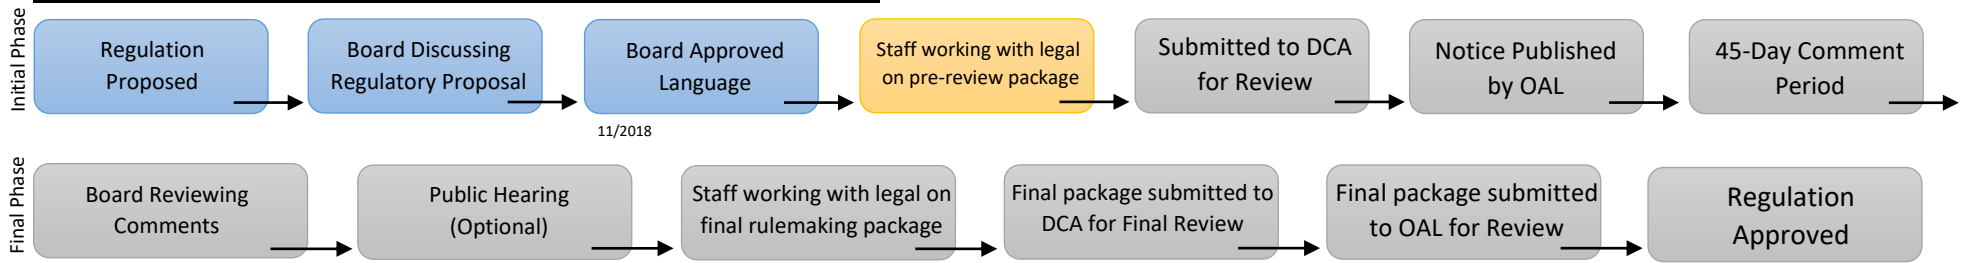 Initial Phase
Regulation
Proposed
Board Discussing
Regulatory Proposal
Board Approved
Language
11/2018
Staff working with legal
on pre-review package
Submitted to DCA
for Review
Notice Published
by OAL
45-Day Comment
Period
Final Phase
Board Reviewing
Comments
Public Hearing
(Optional)
Staff working with legal on
final rulemaking package
Final package submitted to
DCA for Final Review
Final package submitted
to OAL for Review
Regulation
Approved